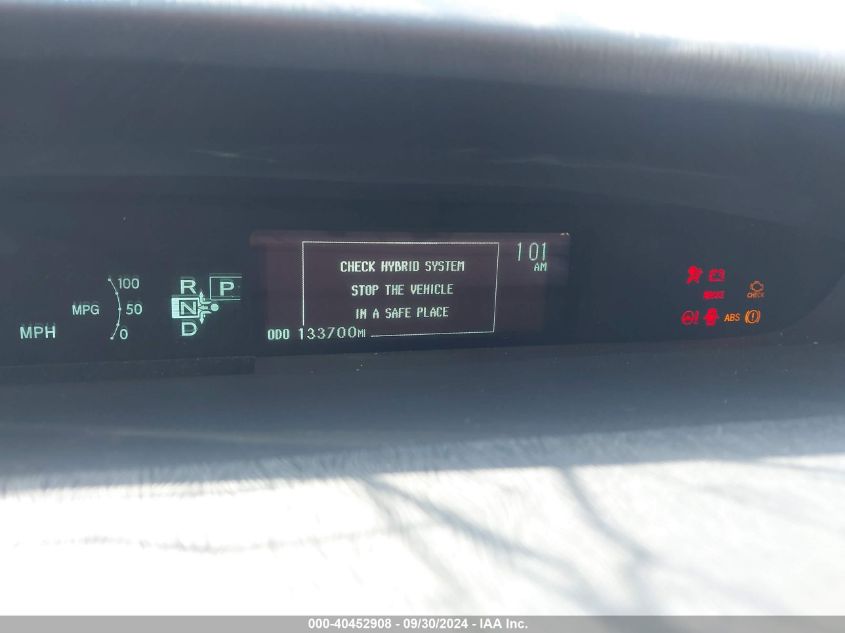 101
AM
CHECK HYBRID SYSTEM
STOP THE VEHICLE
IN A SAFE PLACE
ODO 133700MI
100
MPG 50
0
MPH
R
P
N
D
CHECK
ABS
000-40452908 - 09/30/2024 - IAA Inc.